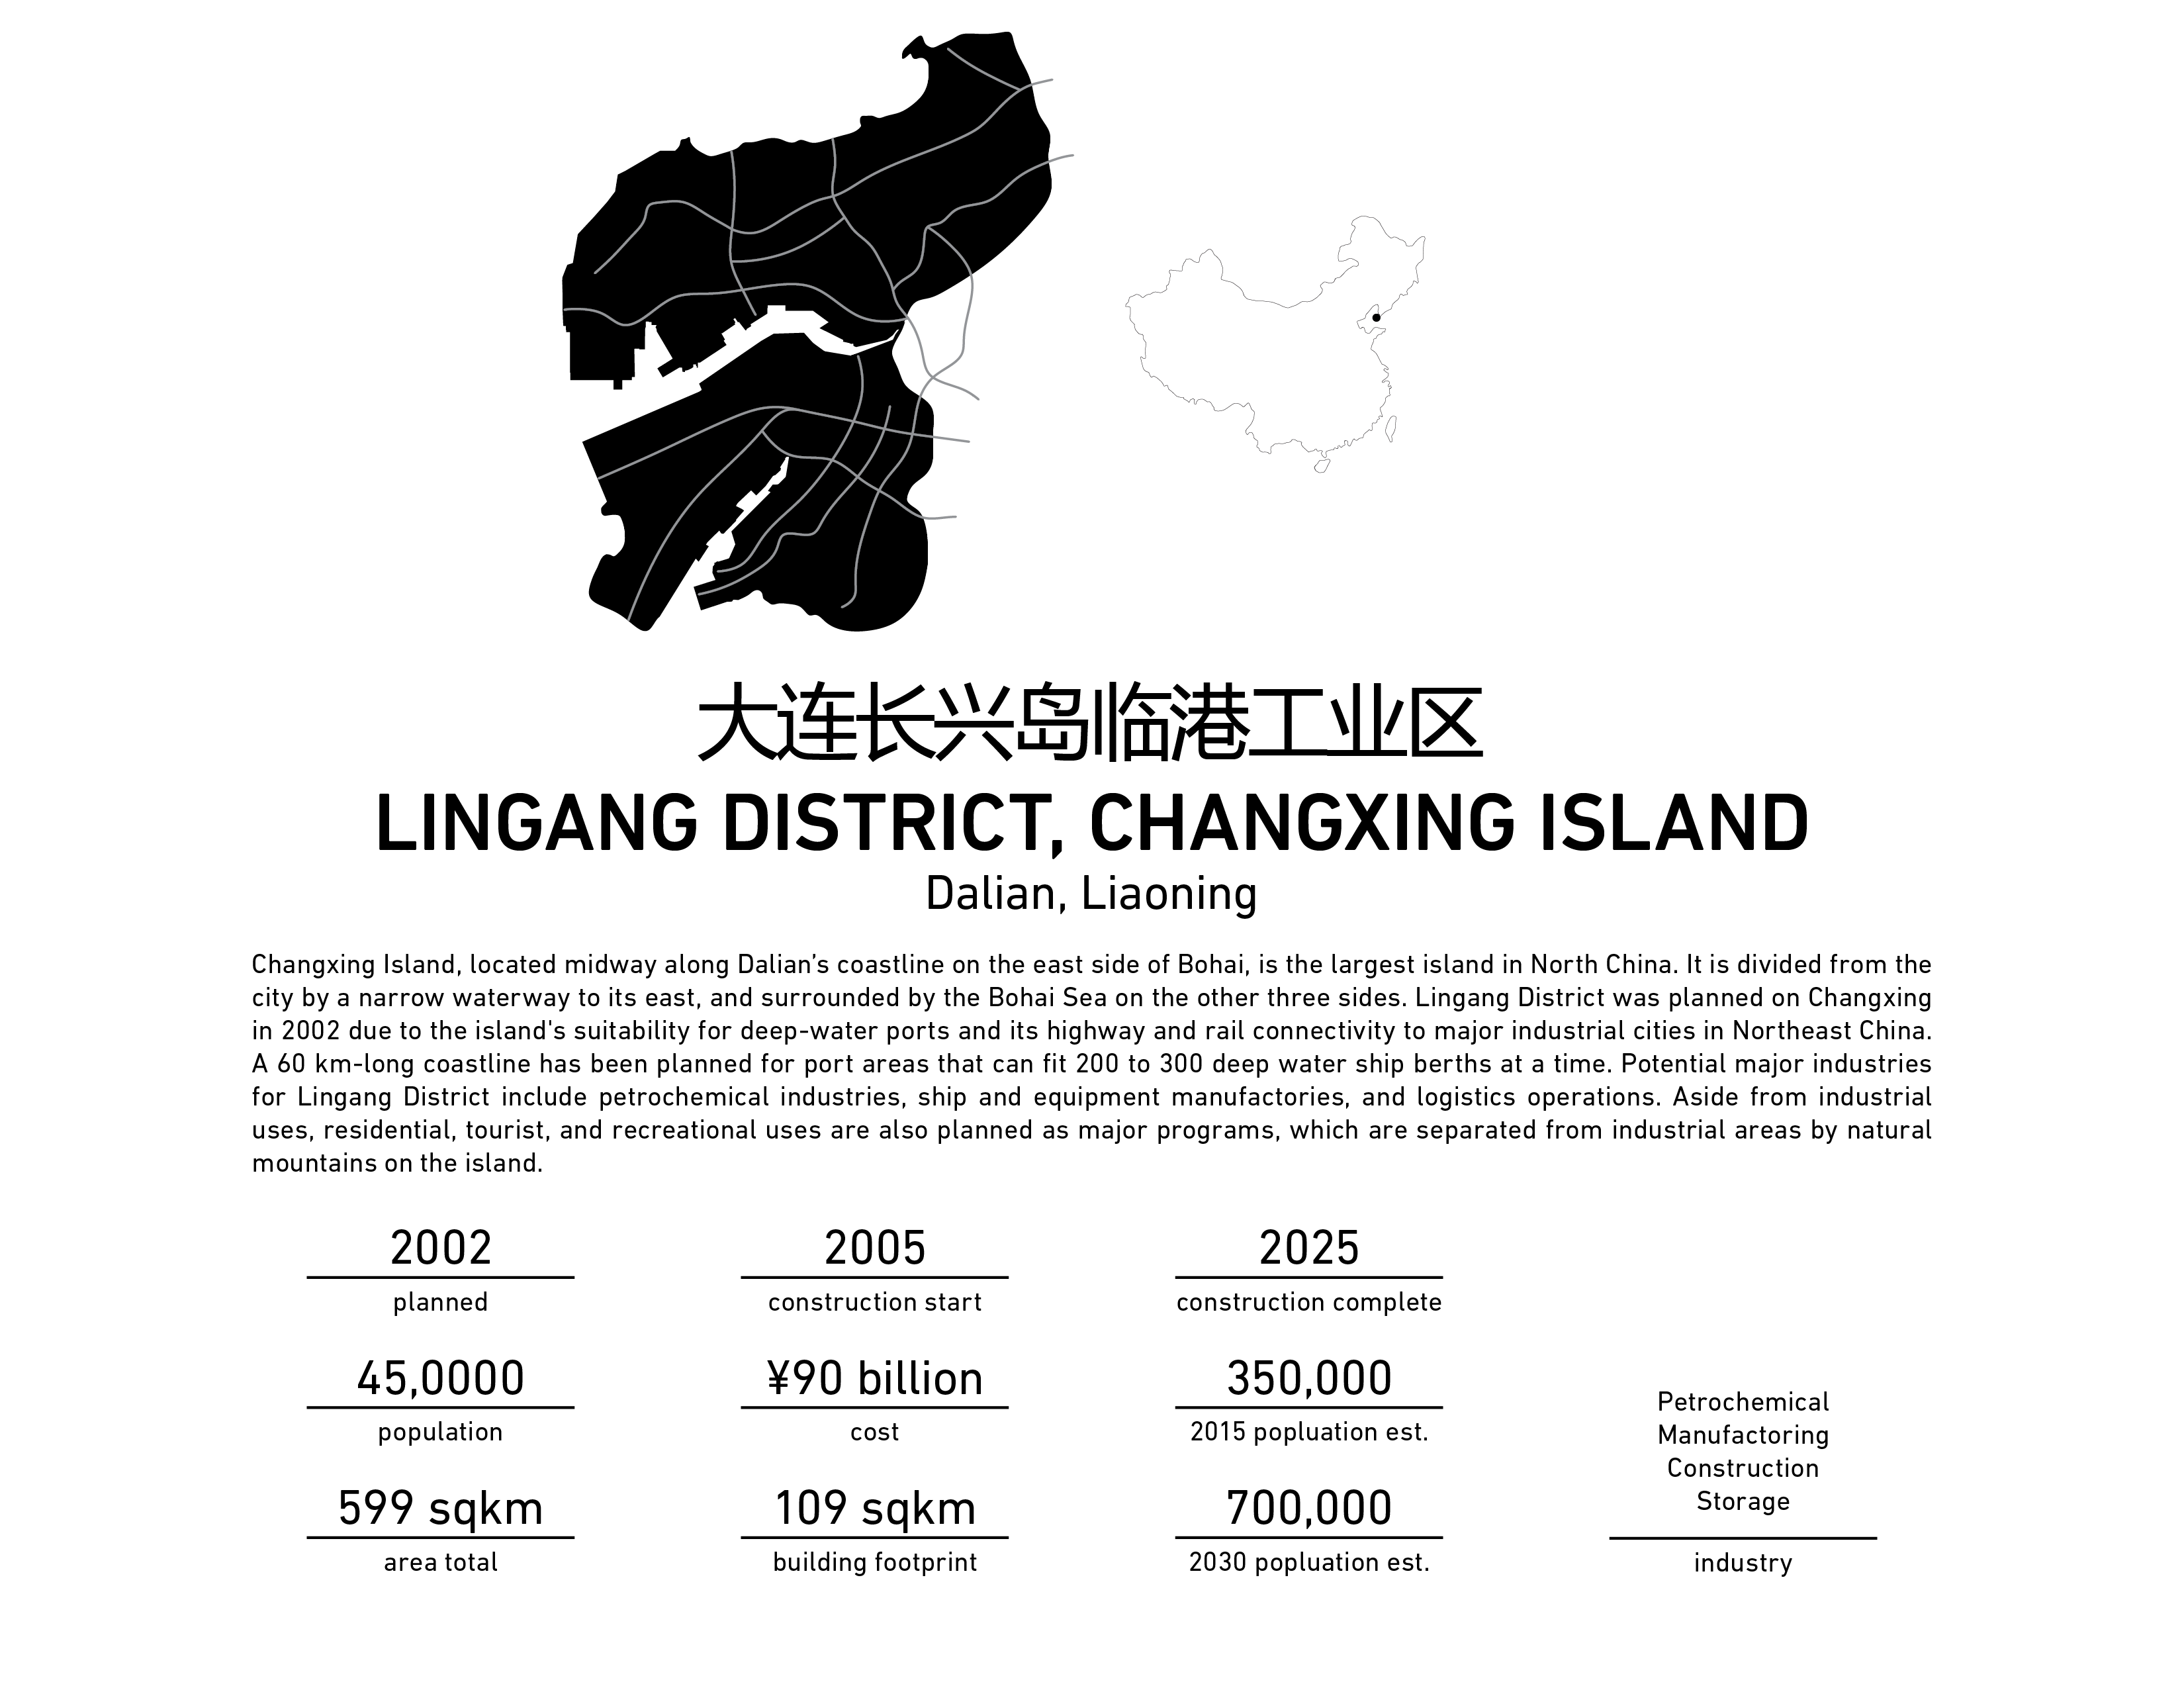 大连长兴岛临港工业区
LINGANG DISTRICT, CHANGXING ISLAND
Dalian, Liaoning
Changxing Island, located midway along Dalian’s coastline on the east side of Bohai, is the largest island in North China. It is divided from the
city by a narrow waterway to its east, and surrounded by the Bohai Sea on the other three sides. Lingang District was planned on Changxing
in 2002 due to the island's suitability for deep-water ports and its highway and rail connectivity to major industrial cities in Northeast China.
A 60 km-long coastline has been planned for port areas that can fit 200 to 300 deep water ship berths at a time. Potential major industries
for Lingang District include petrochemical industries, ship and equipment manufactories, and logistics operations. Aside from industrial
uses, residential, tourist, and recreational uses are also planned as major programs, which are separated from industrial areas by natural
mountains on the island.
2002
planned
2005
construction start
2025
construction complete
45,0000
population
¥90 billion
cost
350,000
2015 popluation est.
599 sqkm
area total
109 sqkm
building footprint
700,000
2030 popluation est.
Petrochemical
Manufactoring
Construction
Storage
industry